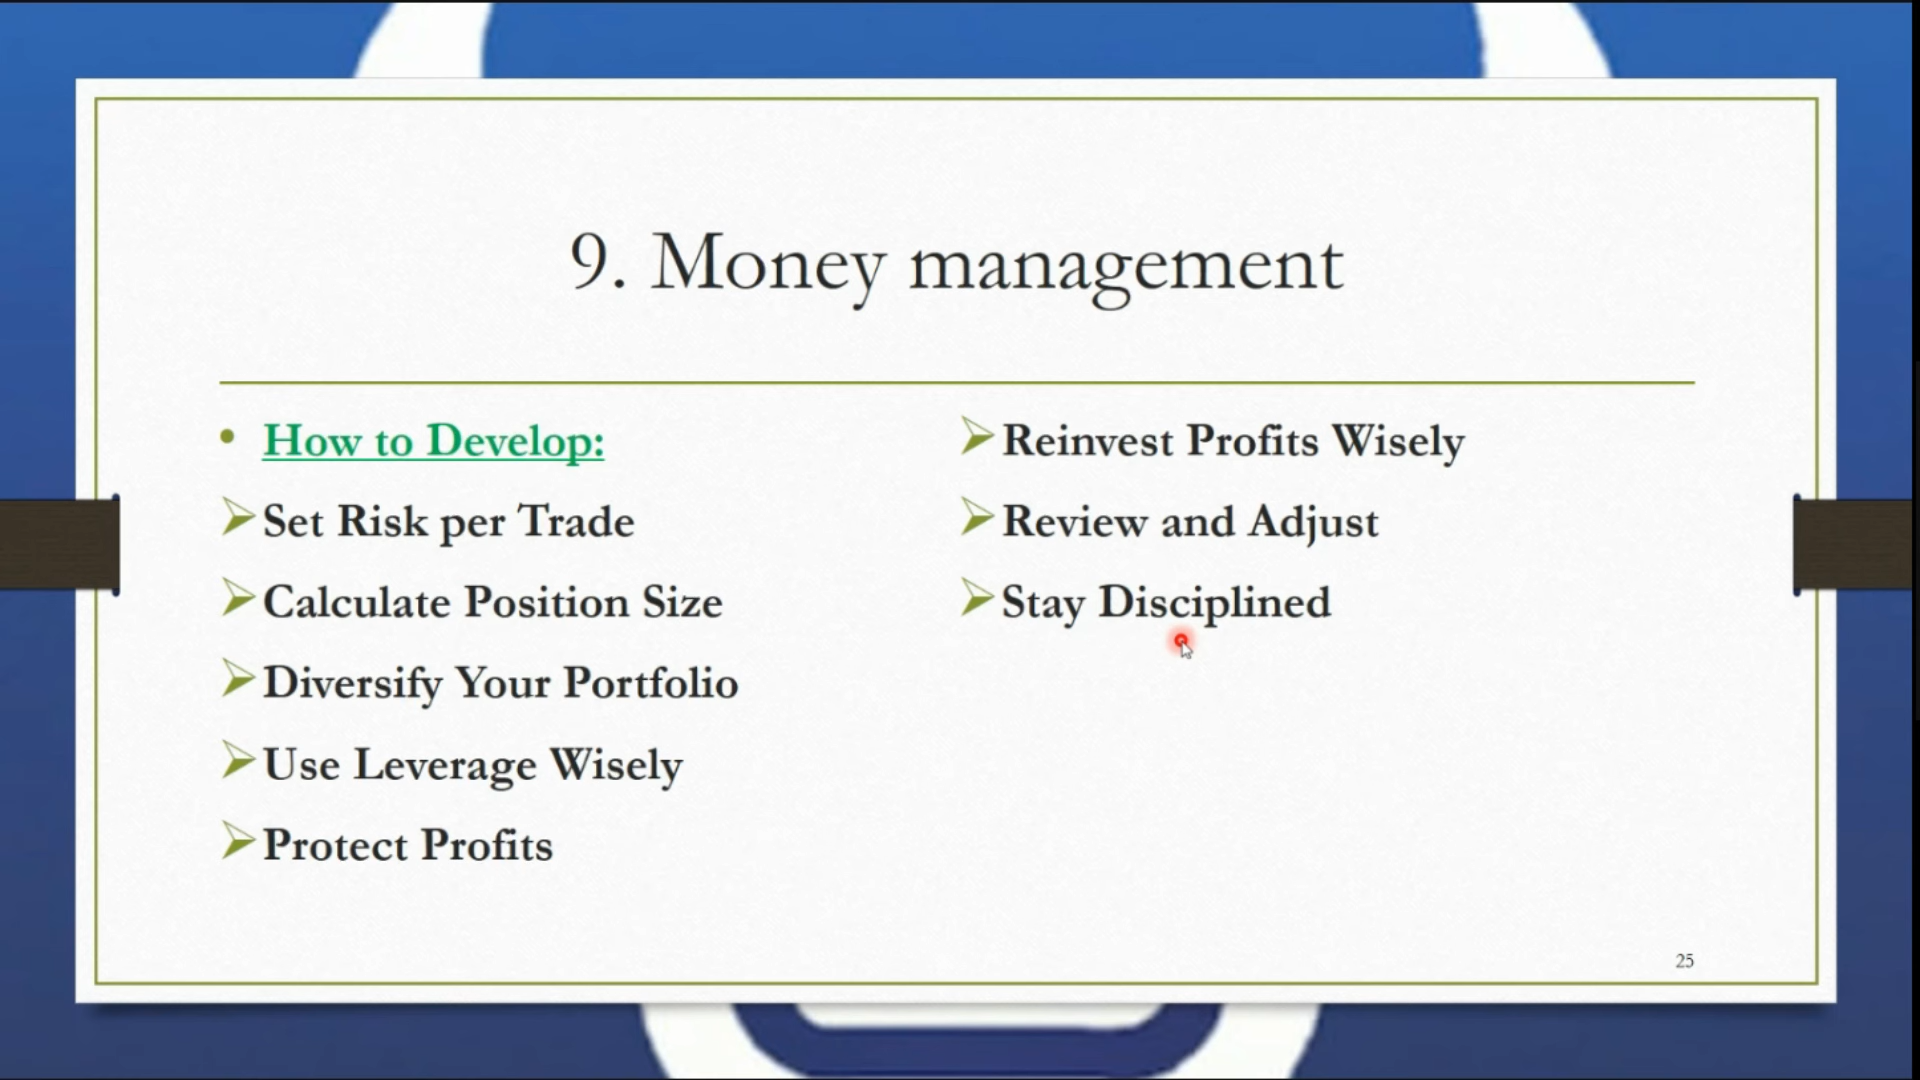 9. Money management
How to Develop:
Set Risk per Trade
Calculate Position Size
Diversify Your Portfolio
Use Leverage Wisely
Protect Profits
Reinvest Profits Wisely
Review and Adjust
Stay Disciplined
25